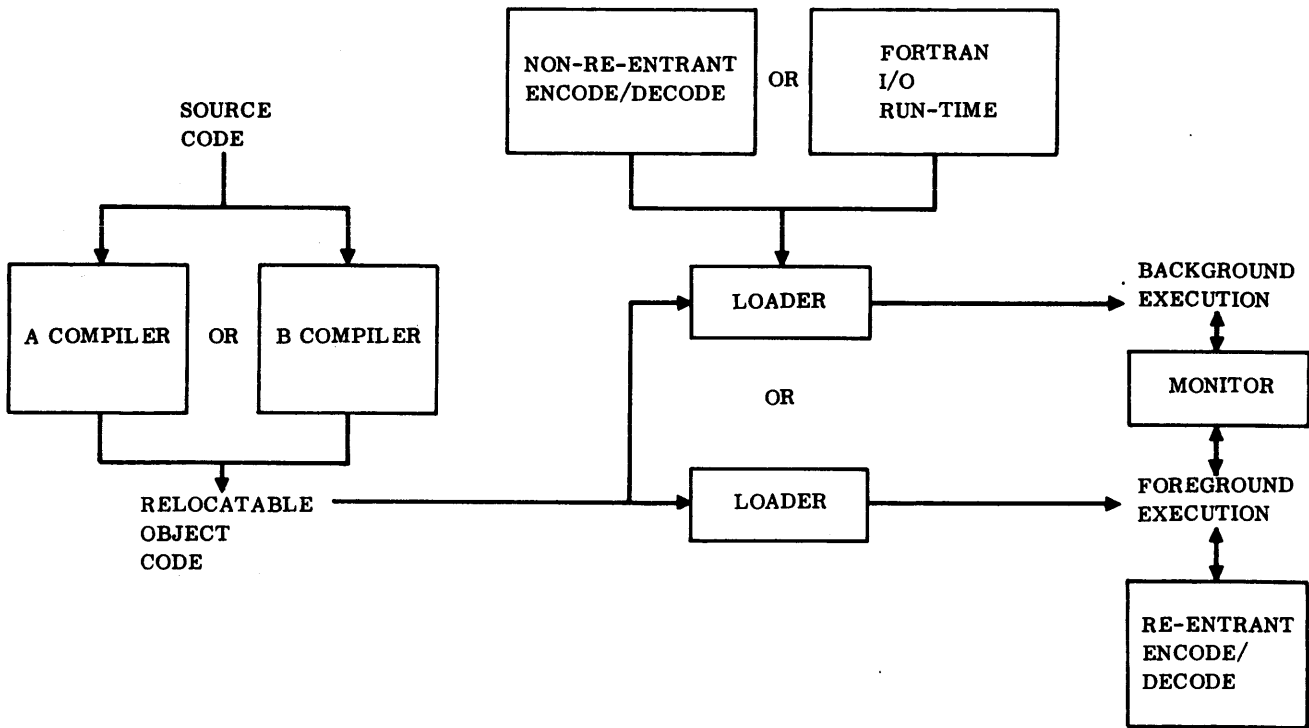 SOURCE
CODE
A COMPILER
OR
B COMPILER
RELOCATABLE
OBJECT
CODE
NON-RE-ENTRANT
ENCODE/DECODE
OR
FORTRAN
I/O
RUN-TIME
LOADER
OR
LOADER
BACKGROUND
EXECUTION
MONITOR
FOREGROUND
EXECUTION
RE-ENTRANT
ENCODE/
DECODE